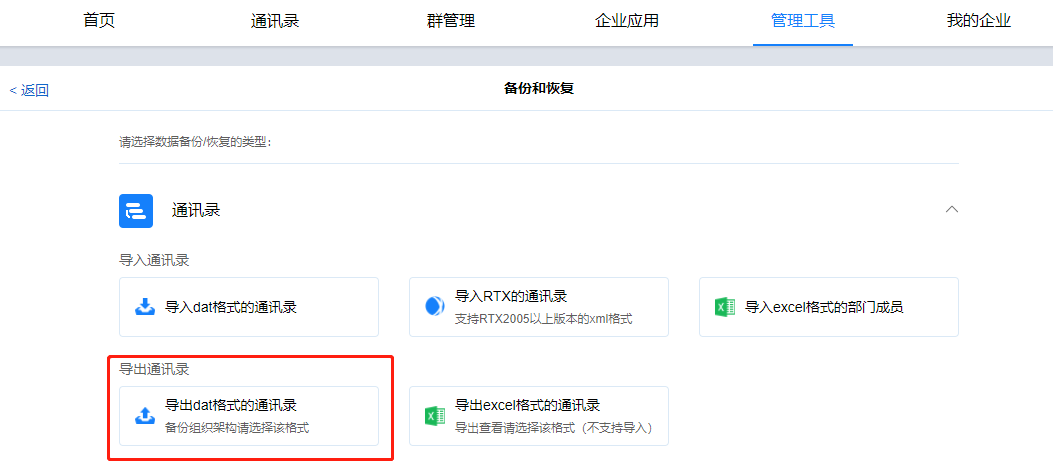 首页 通讯录 群管理 企业应用 管理工具 我的企业
< 返回 备份和恢复
请选择数据备份/恢复的类型：
通讯录
导入通讯录
导入dat格式的通讯录
导入RTX的通讯录
支持RTX2005以上版本的xml格式
导入excel格式的部门成员
导出通讯录
导出dat格式的通讯录
备份组织架构请选择该格式
导出excel格式的通讯录
导出查看请选择该格式（不支持导入）